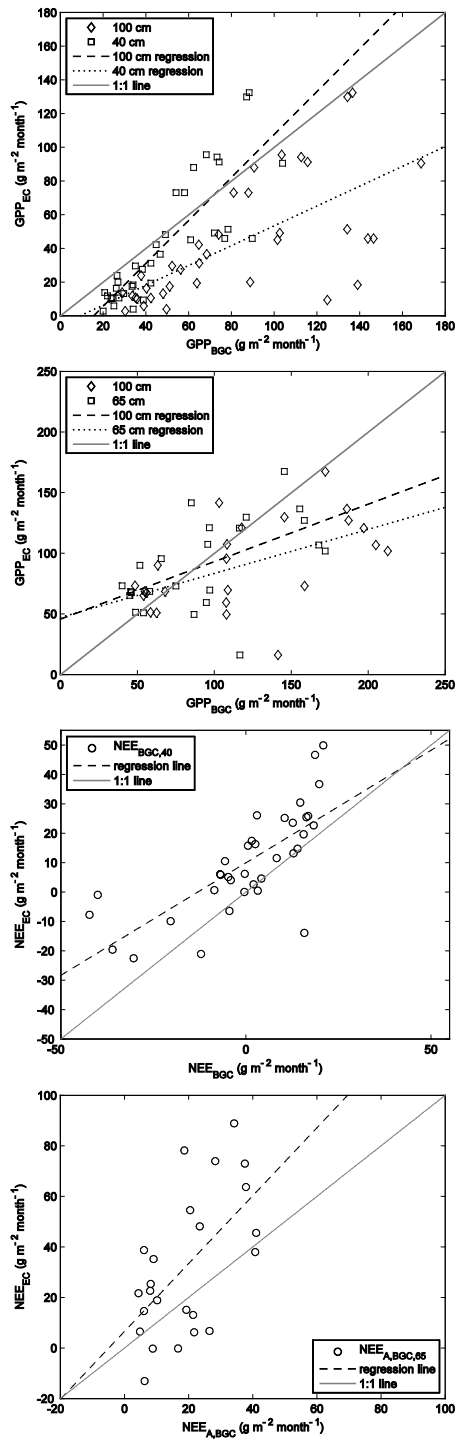 180
160
140
120
100
80
60
40
20
0
0 20 40 60 80 100 120 140 160 180
GPP_EC (g m⁻² month⁻¹)
GPP_BGC (g m⁻² month⁻¹)
100 cm
40 cm
100 cm regression
40 cm regression
1:1 line
250
200
150
100
50
0
0 50 100 150 200 250
GPP_EC (g m⁻² month⁻¹)
GPP_BGC (g m⁻² month⁻¹)
100 cm
65 cm
100 cm regression
65 cm regression
1:1 line
50
40
30
20
10
0
-10
-20
-30
-40
-50
-50 0 50
NEE_EC (g m⁻² month⁻¹)
NEE_BGC (g m⁻² month⁻¹)
NEE_BGC,40
regression line
1:1 line
100
80
60
40
20
0
-20
-20 0 20 40 60 80 100
NEE_EC (g m⁻² month⁻¹)
NEE_A,BGC (g m⁻² month⁻¹)
NEE_A,BGC,65
regression line
1:1 line